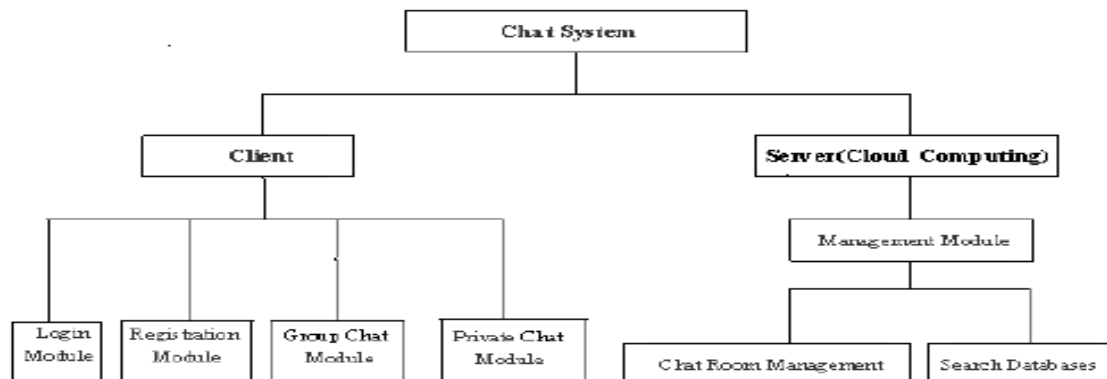 Chat System
Client
Server(Cloud Computing)
Management Module
Login
Module
Registration
Module
Group Chat
Module
Private Chat
Module
Chat Room Management
Search Databases